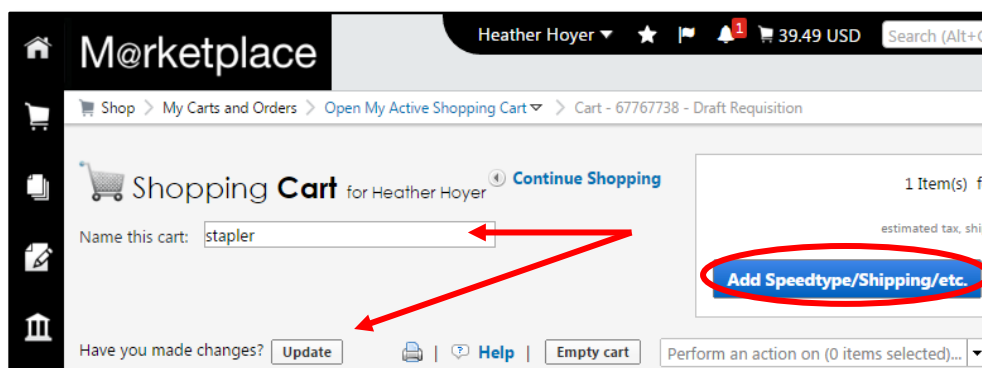 Heather Hoyer 1 39.49 USD Search (Alt+
M@rketplace
Shop > My Carts and Orders > Open My Active Shopping Cart > Cart - 67767738 - Draft Requisition
Shopping Cart for Heather Hoyer Continue Shopping
1 Item(s)
Name this cart: stapler
estimated tax, shi
Add Speedtype/Shipping/etc.
Have you made changes? Update | Help | Empty cart Perform an action on (0 items selected)...